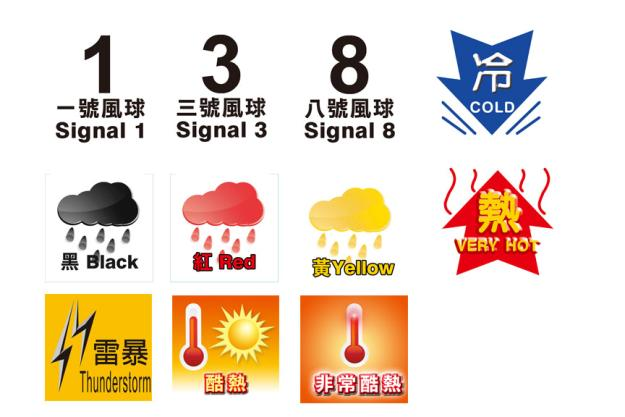 1
一號風球
Signal 1
3
三號風球
Signal 3
8
八號風球
Signal 8
冷
COLD
黑 Black
紅 Red
黃Yellow
熱
VERY HOT
雷暴
Thunderstorm
酷熱
非常酷熱